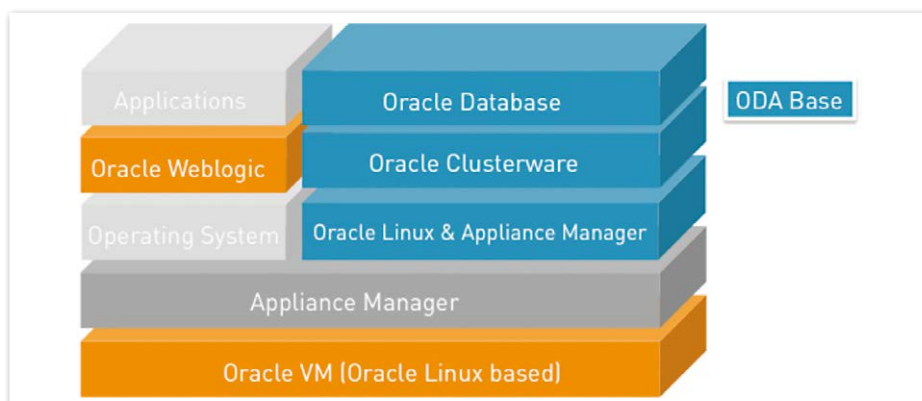 Applications
Oracle Database
ODA Base
Oracle Weblogic
Oracle Clusterware
Operating System
Oracle Linux & Appliance Manager
Appliance Manager
Oracle VM (Oracle Linux based)